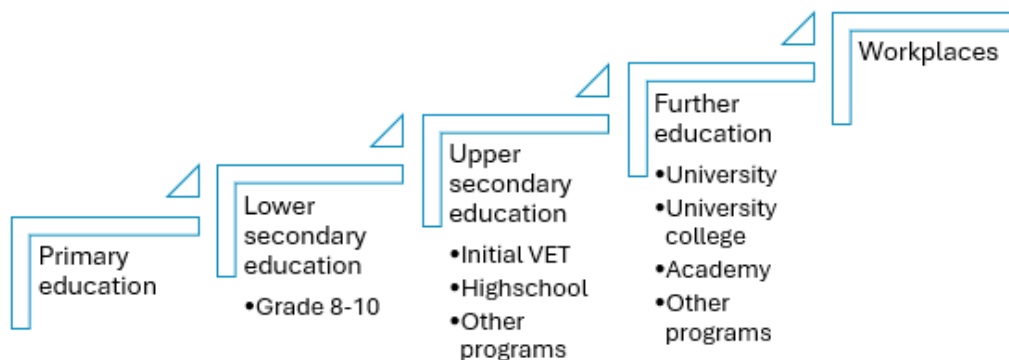 Primary
education
Lower
secondary
education
•Grade 8-10
Upper
secondary
education
•Initial VET
•Highschool
•Other
programs
Further
education
•University
•University
college
•Academy
•Other
programs
Workplaces